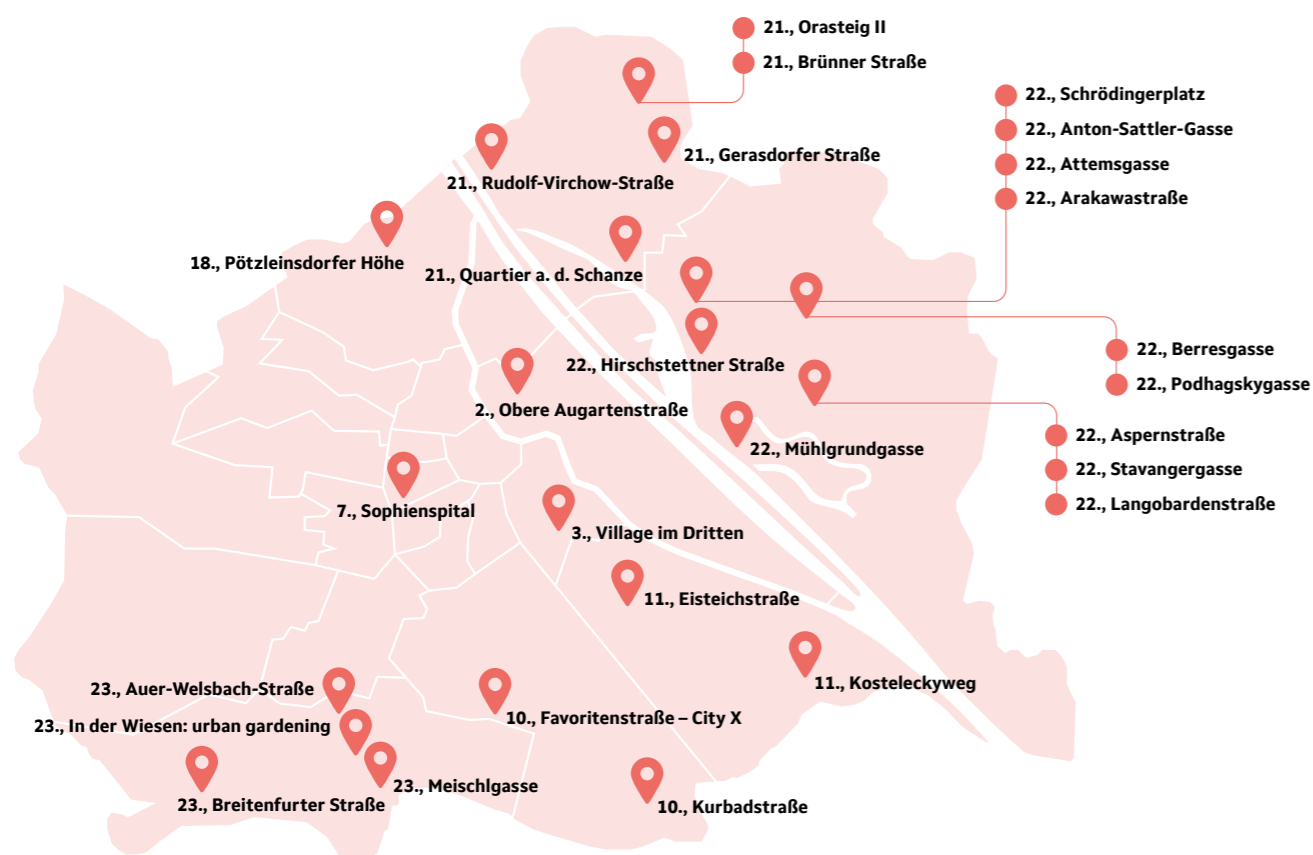 21., Orasteig II
21., Brünner Straße
22., Schrödingerplatz
22., Anton-Sattler-Gasse
22., Attemsgasse
22., Arakawastraße
21., Gerasdorfer Straße
21., Rudolf-Virchow-Straße
18., Pötzleinsdorfer Höhe
21., Quartier a. d. Schanze
22., Berresgasse
22., Podhagskygasse
22., Hirschstettner Straße
2., Obere Augartenstraße
22., Aspernstraße
22., Stavangergasse
22., Langobardenstraße
22., Mühlgrundgasse
7., Sophienspital
3., Village im Dritten
11., Eisteichstraße
11., Kosteleckyweg
23., Auer-Welsbach-Straße
10., Favoritenstraße – City X
23., In der Wiesen: urban gardening
23., Meischlgasse
23., Breitenfurter Straße
10., Kurbadstraße